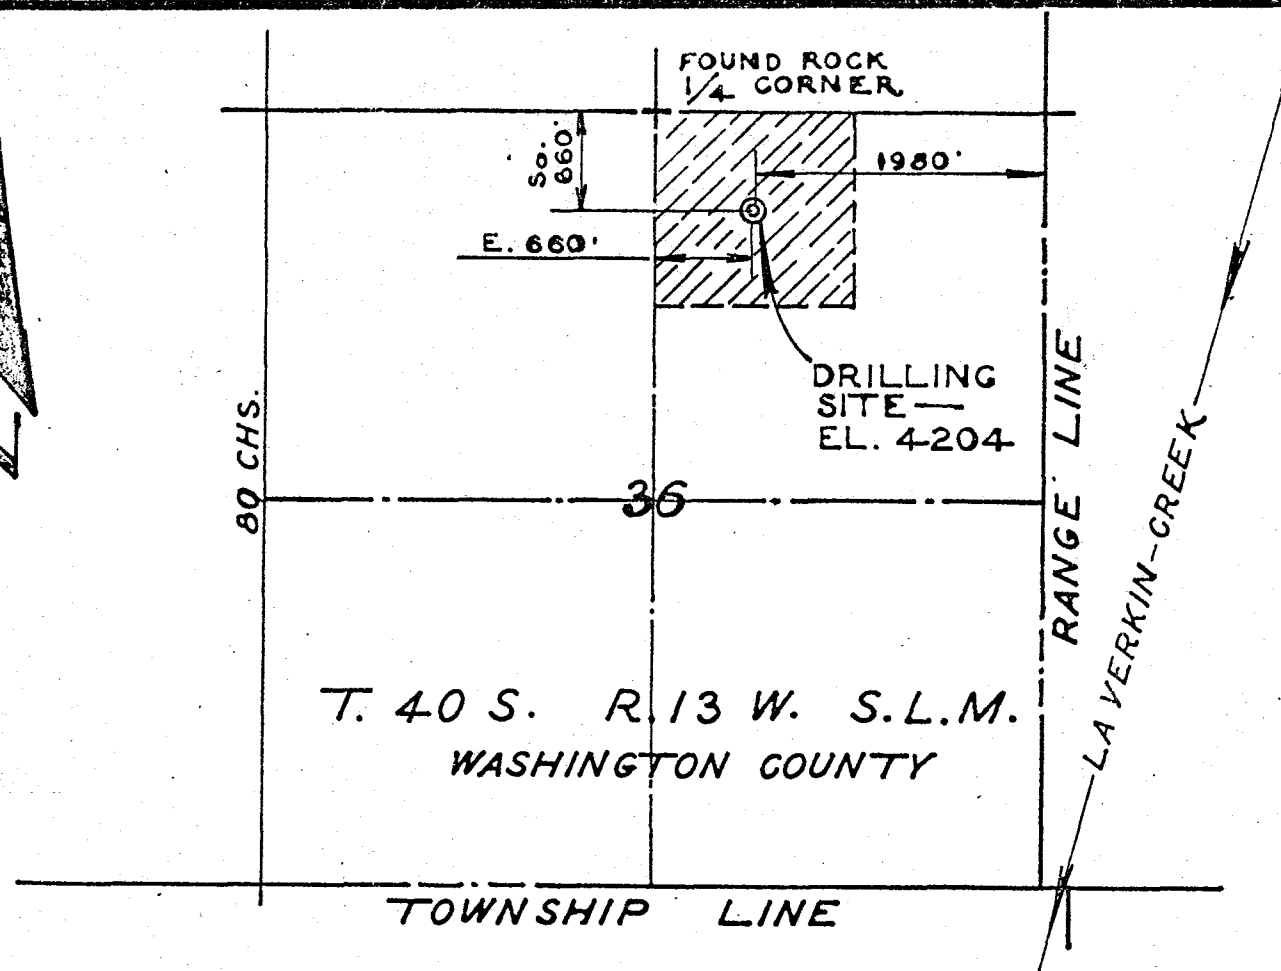 FOUND ROCK
1/4 CORNER
So.
660'
1980'
E. 660'
DRILLING
SITE —
EL. 4204
80 CHS.
36
RANGE LINE
LA VERKIN-CREEK
T. 40 S. R. 13 W. S.L.M.
WASHINGTON COUNTY
TOWNSHIP LINE